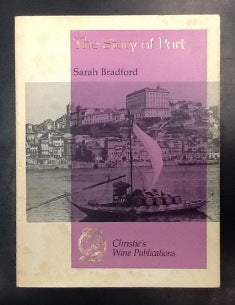 The Story of Port
Sarah Bradford
Christie's
Wine Publications